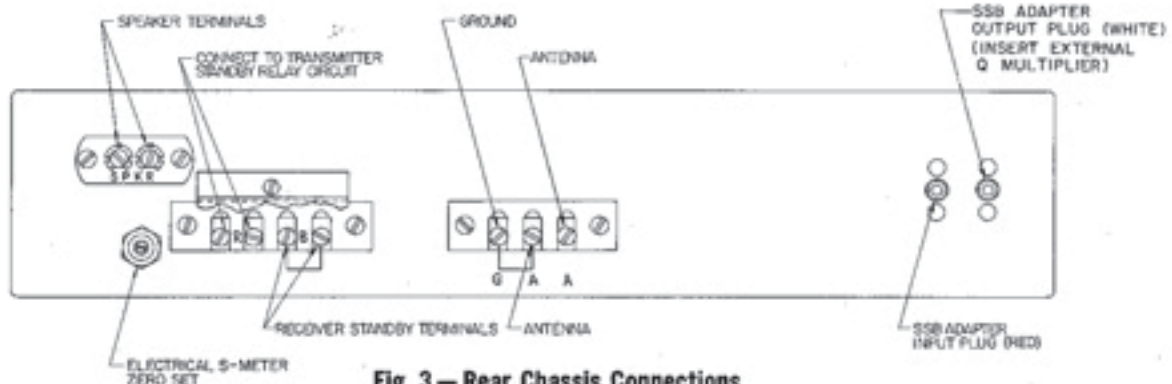 SPEAKER TERMINALS
GROUND
SSB ADAPTER
OUTPUT PLUG (WHITE)
(INSERT EXTERNAL
Q MULTIPLIER)
CONNECT TO TRANSMITTER
STANDBY RELAY CIRCUIT
ANTENNA
SPKR
R B
G A A
RECEIVER STANDBY TERMINALS
ANTENNA
SSB ADAPTER
INPUT PLUG (RED)
ELECTRICAL S-METER
ZERO SET
Fig. 3 — Rear Chassis Connections